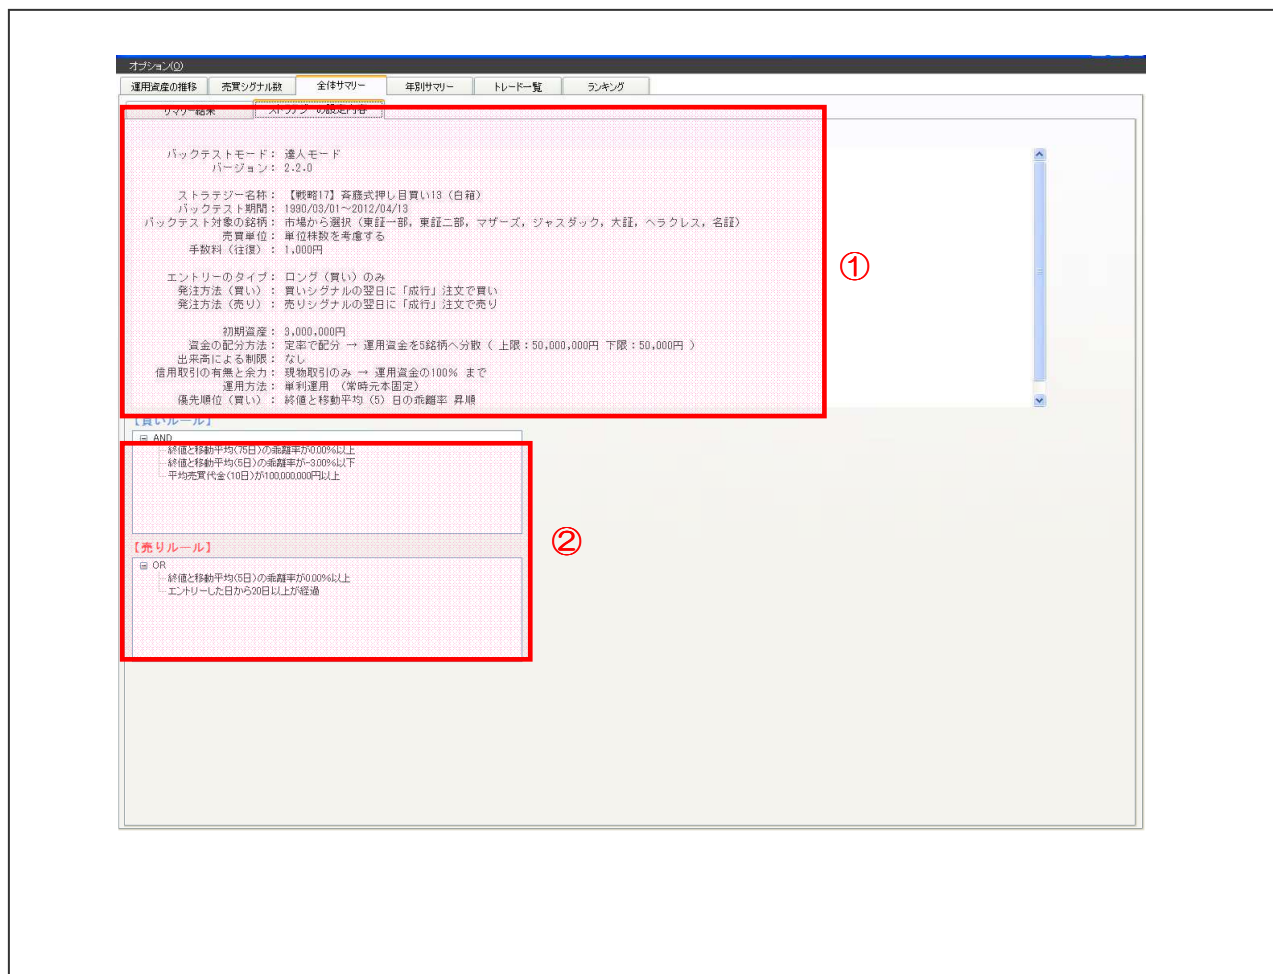 オプション(O)
運用資産の推移 売買シグナル数 全体サマリー 年別サマリー トレード一覧 ランキング
サマリー結果 ストラテジーの設定内容
バックテストモード： 達人モード
バージョン： 2.2.0
ストラテジー名称： 【戦略17】斉藤式押し目買い13（白箱）
バックテスト期間： 1990/03/01～2012/04/13
バックテスト対象の銘柄： 市場から選択（東証一部，東証二部，マザーズ，ジャスダック，大証，ヘラクレス，名証）
売買単位： 単位株数を考慮する
手数料（往復）： 1,000円
エントリーのタイプ： ロング（買い）のみ
発注方法（買い）： 買いシグナルの翌日に「成行」注文で買い
発注方法（売り）： 売りシグナルの翌日に「成行」注文で売り
初期資産： 3,000,000円
資金の配分方法： 定率で配分 → 運用資金を5銘柄へ分散（ 上限：50,000,000円 下限：50,000円 ）
出来高による制限： なし
信用取引の有無と余力： 現物取引のみ → 運用資金の100% まで
運用方法： 単利運用 （常時元本固定）
優先順位（買い）： 終値と移動平均（5）日の乖離率 昇順
①
【買いルール】
AND
終値と移動平均(75日)の乖離率が0.00%以上
終値と移動平均(5日)の乖離率が-3.00%以下
平均売買代金(10日)が100,000,000円以上
②
【売りルール】
OR
終値と移動平均(5日)の乖離率が0.00%以上
エントリーした日から20日以上が経過